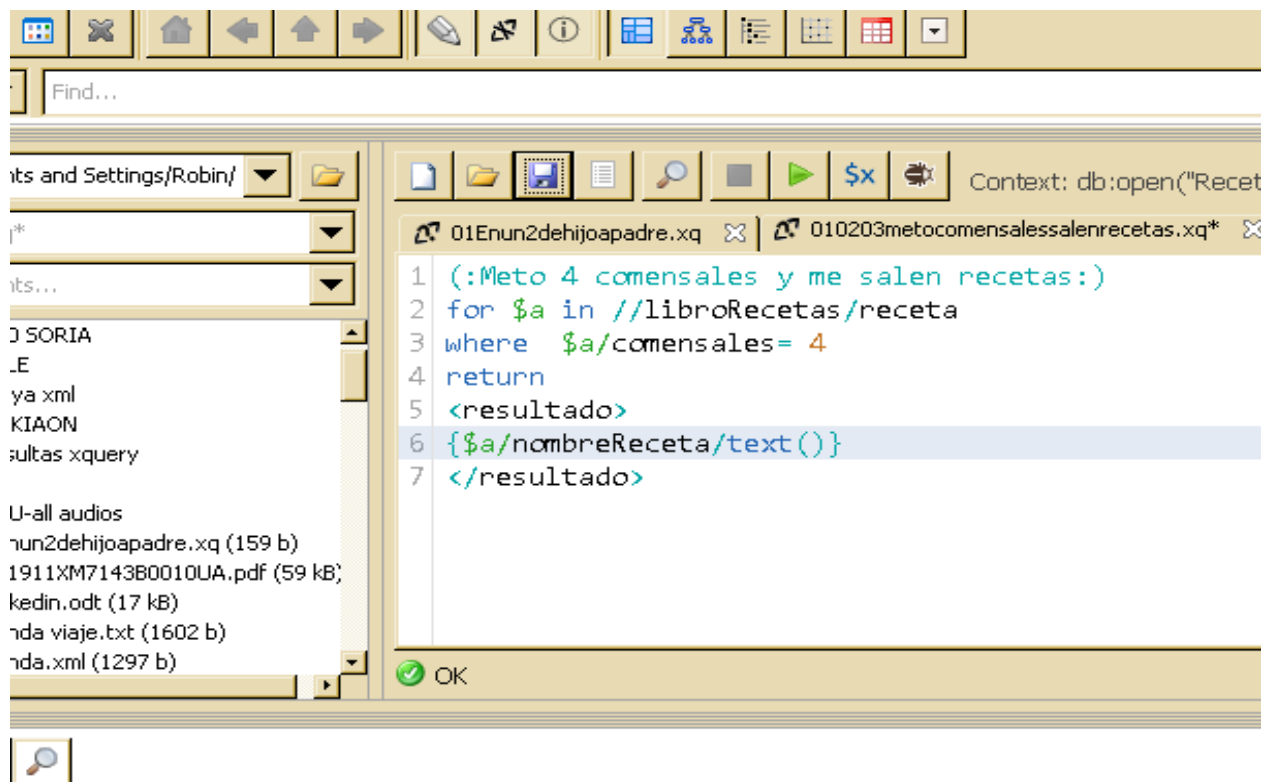 Find...
nts and Settings/Robin/
$x
Context: db:open("Recet
01Enun2dehijoapadre.xq
010203metocomensalessalenrecetas.xq*
1 (:Meto 4 comensales y me salen recetas:)
2 for $a in //libroRecetas/receta
3 where  $a/comensales= 4
4 return
5 <resultado>
6 {$a/nombreReceta/text()}
7 </resultado>
nts...
O SORIA
LE
ya xml
KIAON
sultas xquery
U-all audios
nun2dehijoapadre.xq (159 b)
1911XM7143B0010UA.pdf (59 kB)
kedin.odt (17 kB)
nda viaje.txt (1602 b)
nda.xml (1297 b)
OK